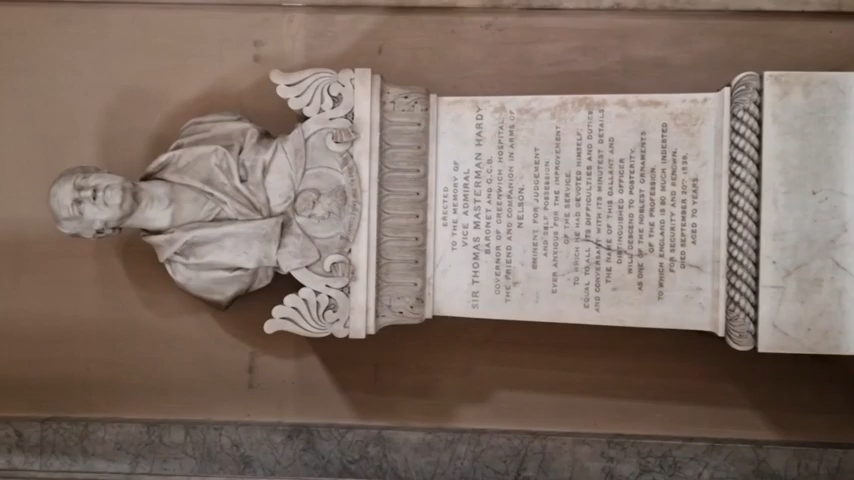 ERECTED
TO THE MEMORY OF
VICE ADMIRAL
SIR THOMAS MASTERMAN HARDY
BARONET AND G.C.B.
GOVERNOR OF GREENWICH HOSPITAL,
THE FRIEND AND COMPANION IN ARMS OF
NELSON.
EMINENT FOR JUDGEMENT
AND SELF POSSESSION.
EVER ANXIOUS FOR THE IMPROVEMENT
OF THE SERVICE.
TO WHICH HE HAD DEVOTED HIMSELF.
EQUAL TO ALL ITS DIFFICULTIES AND DUTIES
AND CONVERSANT WITH ITS MINUTEST DETAILS,
THE NAME OF THIS GALLANT AND
DISTINGUISHED OFFICER
WILL DESCEND TO POSTERITY,
AS ONE OF THE NOBLEST ORNAMENTS
OF THE PROFESSION,
TO WHICH ENGLAND IS SO MUCH INDEBTED
FOR SECURITY AND RENOWN.
DIED SEPTEMBER 20TH 1839,
AGED 70 YEARS.